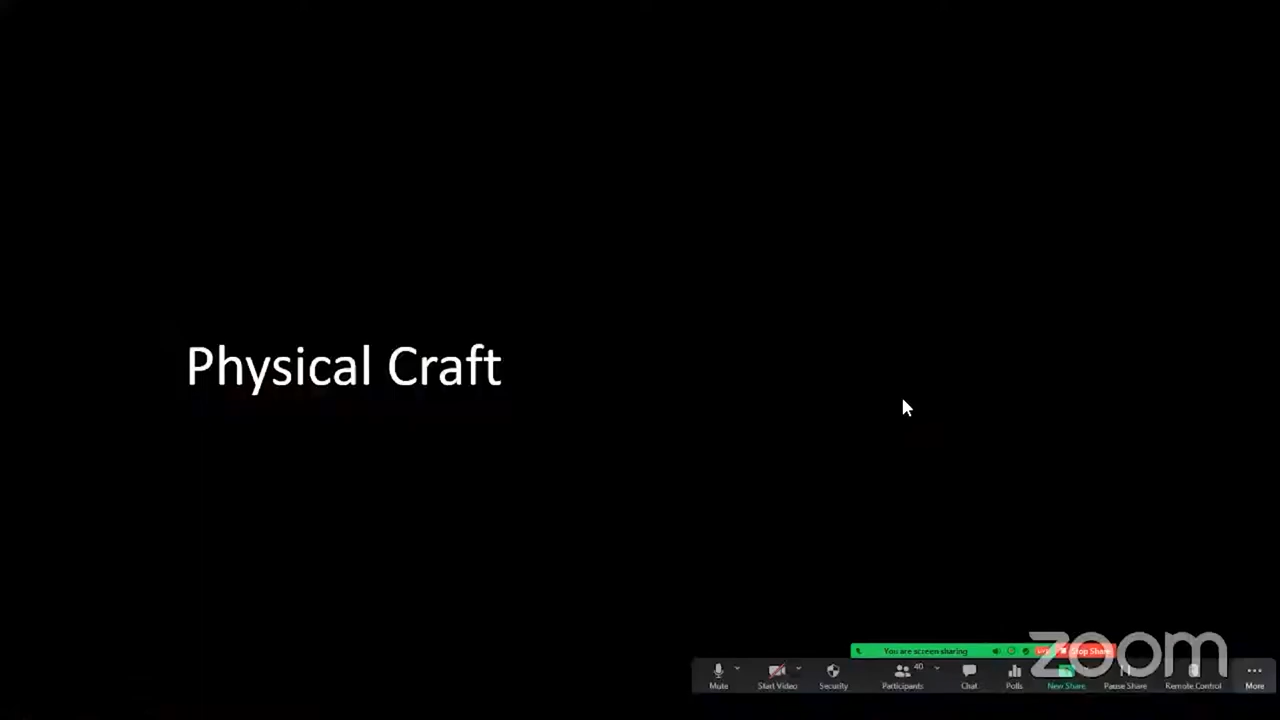 Physical Craft
You are screen sharing
Stop Share
zoom
40
Mute
Start Video
Security
Participants
Chat
Polls
New Share
Pause Share
Remote Control
More